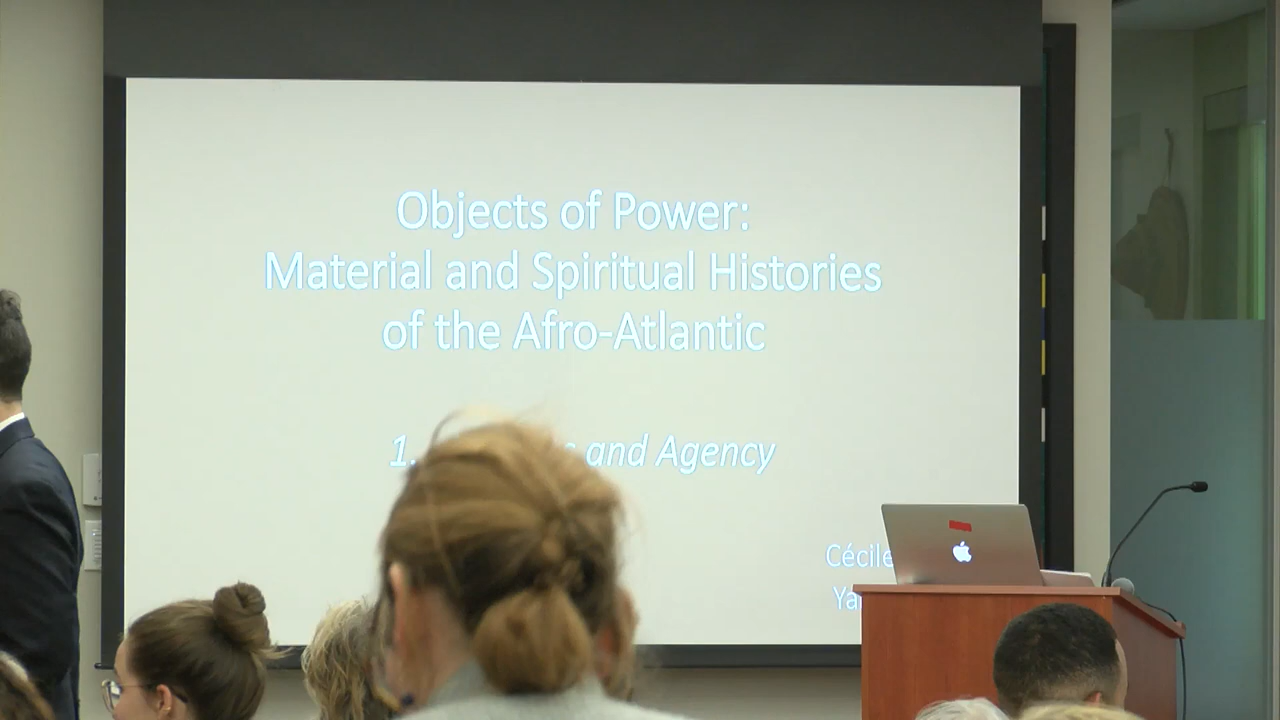 Objects of Power:
Material and Spiritual Histories
of the Afro-Atlantic
1. and Agency
Cécile